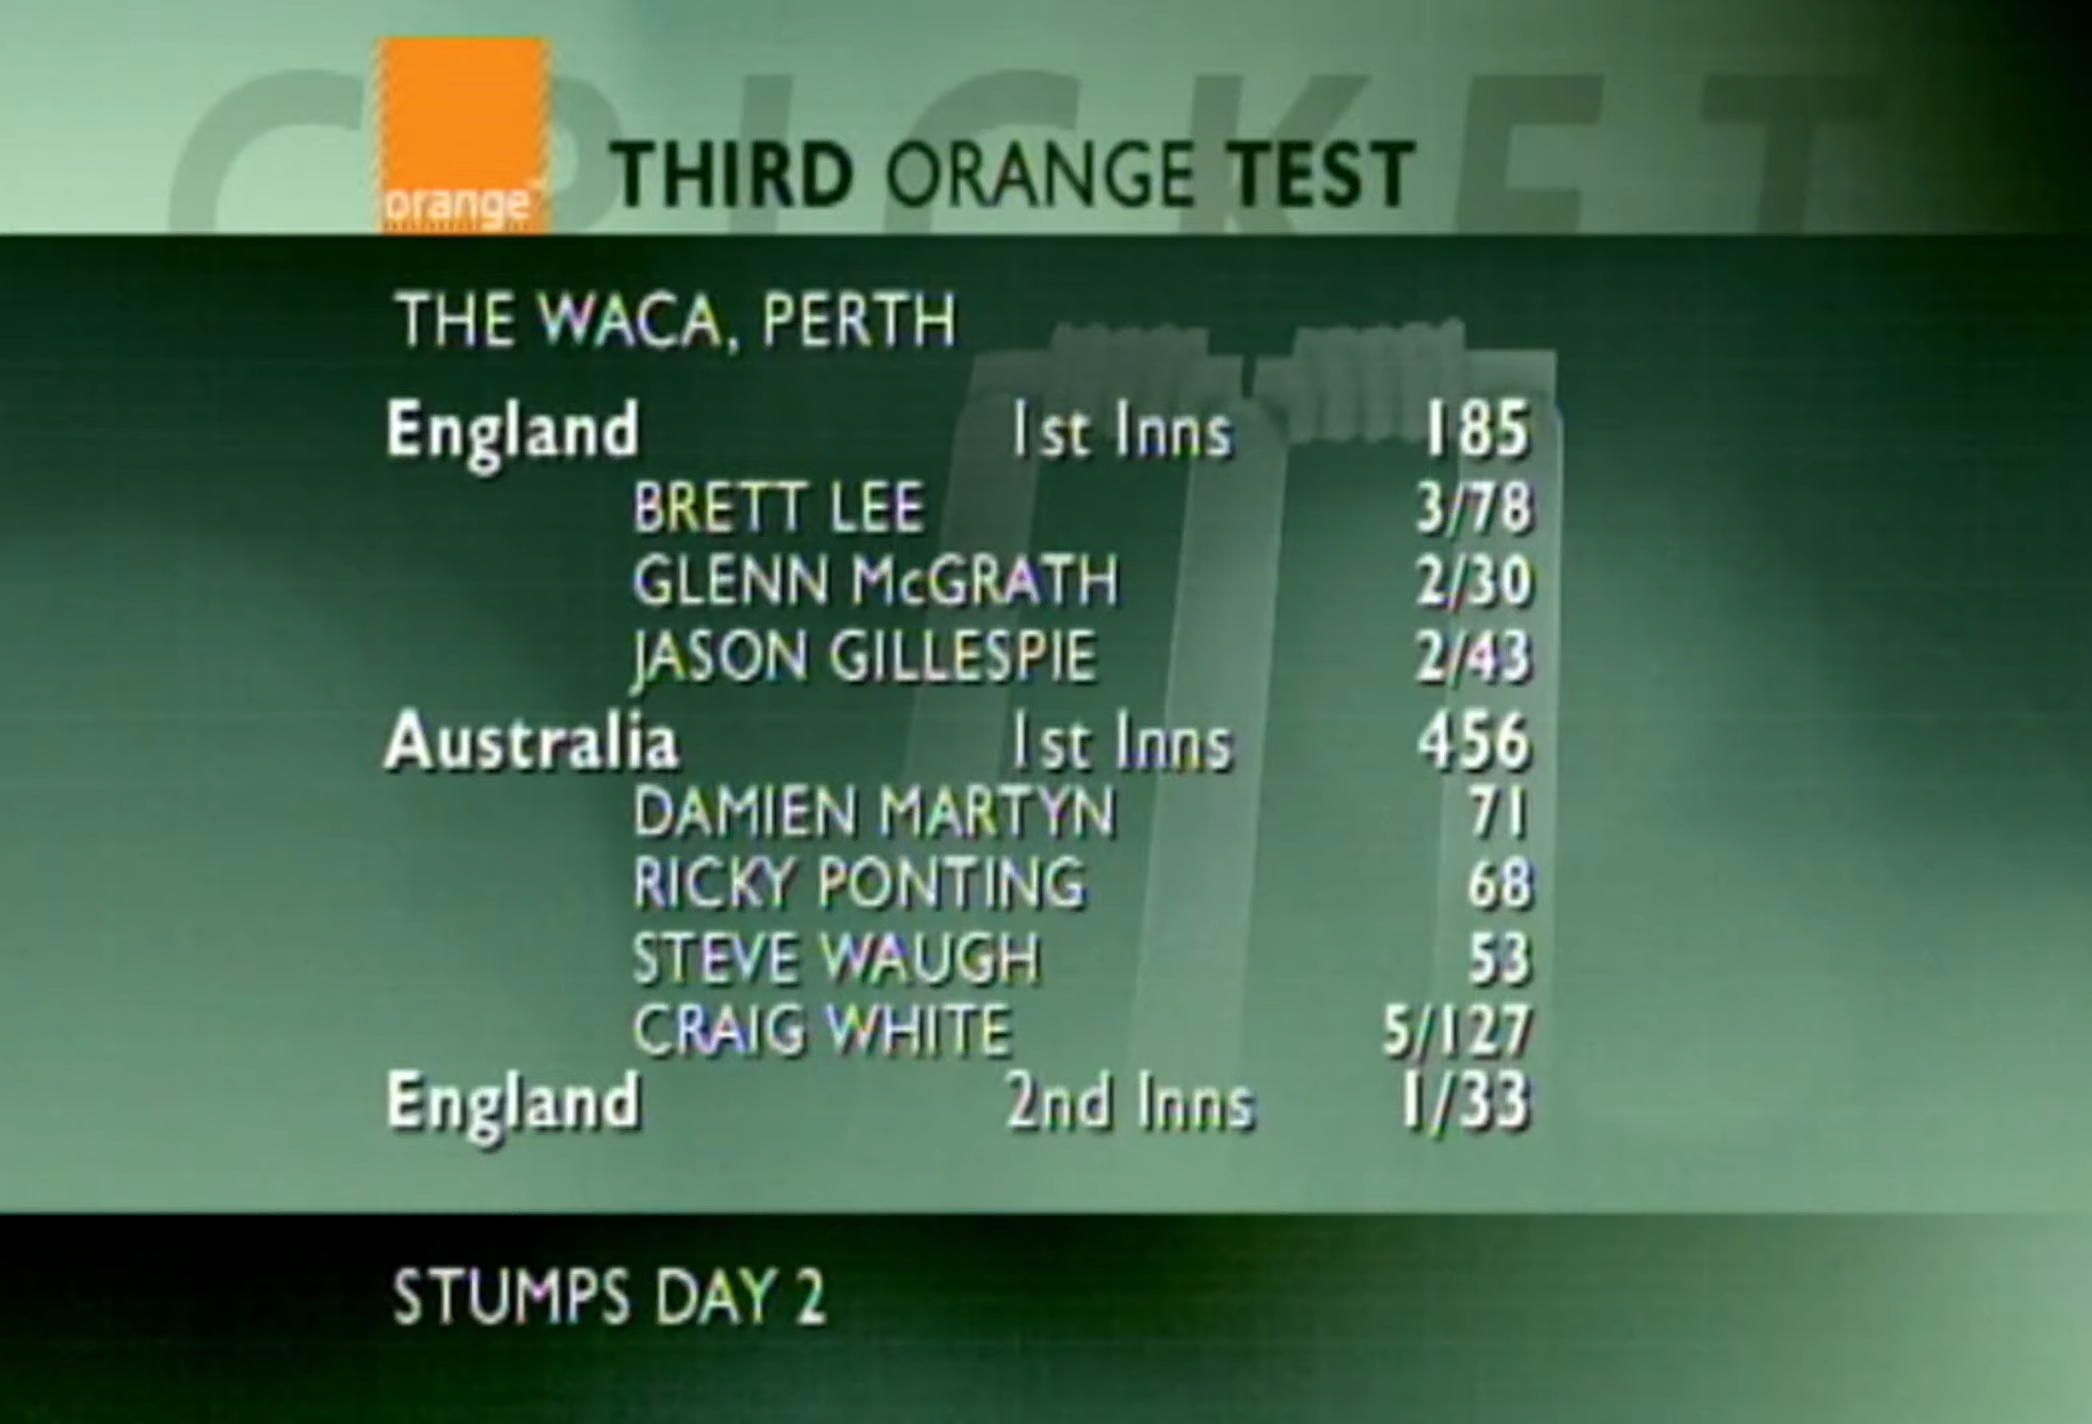 CRICKET
orange™
THIRD ORANGE TEST
THE WACA, PERTH
England 1st Inns 185
BRETT LEE 3/78
GLENN McGRATH 2/30
JASON GILLESPIE 2/43
Australia 1st Inns 456
DAMIEN MARTYN 71
RICKY PONTING 68
STEVE WAUGH 53
CRAIG WHITE 5/127
England 2nd Inns 1/33
STUMPS DAY 2